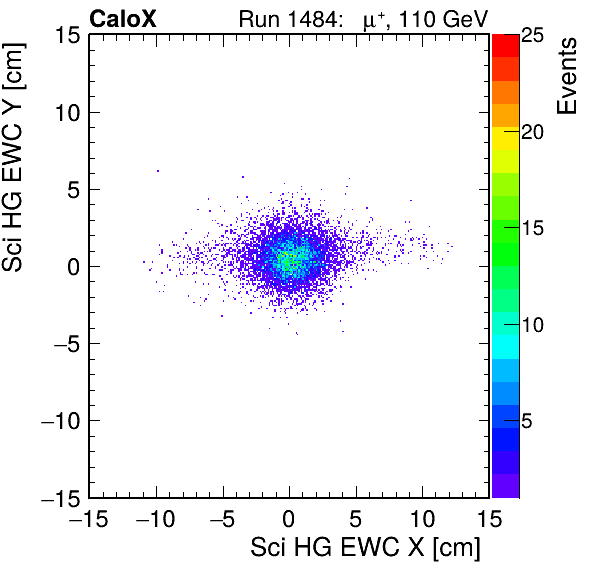 CaloX Run 1484: μ⁺, 110 GeV
Sci HG EWC Y [cm]
15
10
5
0
−5
−10
−15
−15 −10 −5 0 5 10 15
Sci HG EWC X [cm]
Events
25
20
15
10
5